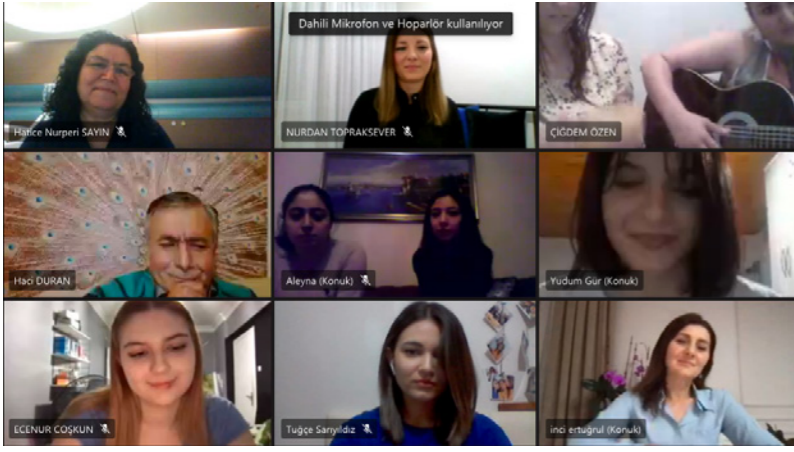 Dahili Mikrofon ve Hoparlör kullanılıyor
Hatice Nurperi SAYIN
NURDAN TOPRAKSEVER
ÇİĞDEM ÖZEN
Haci DURAN
Aleyna (Konuk)
Yudum Gür (Konuk)
ECENUR COŞKUN
Tuğçe Sarıyıldız
inci ertuğrul (Konuk)